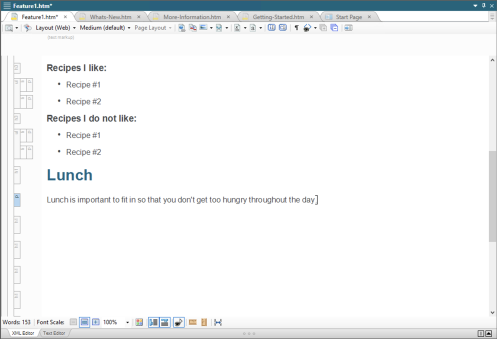 Feature1.htm*
Feature1.htm* × Whats-New.htm × More-Information.htm × Getting-Started.htm × Start Page ×
Layout (Web) Medium (default) Page Layout
Recipes I like:
• Recipe #1
• Recipe #2
Recipes I do not like:
• Recipe #1
• Recipe #2
Lunch
Lunch is important to fit in so that you don't get too hungry throughout the day
Words: 153 Font Scale: 100%
XML Editor Text Editor